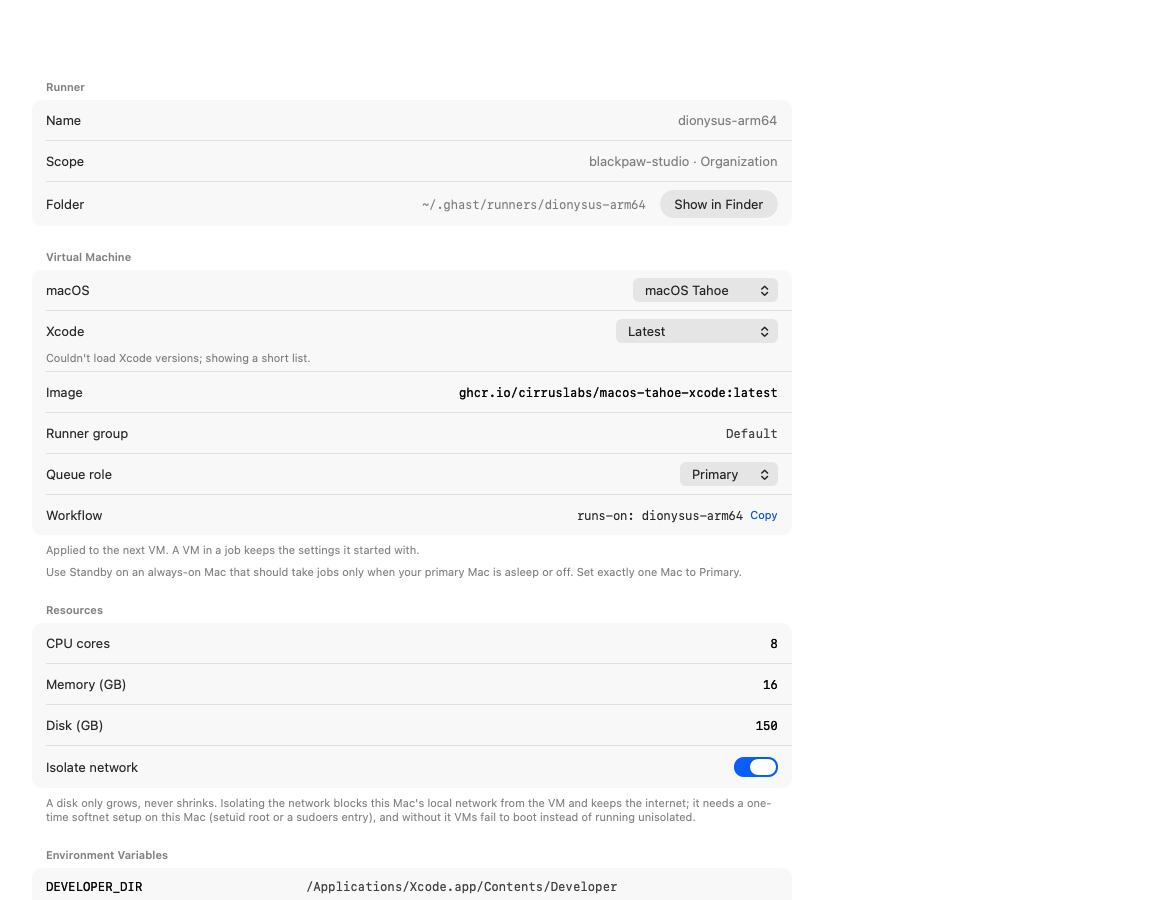 Runner
Name dionysus-arm64
Scope blackpaw-studio · Organization
Folder ~/.ghast/runners/dionysus-arm64 Show in Finder
Virtual Machine
macOS macOS Tahoe
Xcode Latest
Couldn't load Xcode versions; showing a short list.
Image ghcr.io/cirruslabs/macos-tahoe-xcode:latest
Runner group Default
Queue role Primary
Workflow runs-on: dionysus-arm64 Copy
Applied to the next VM. A VM in a job keeps the settings it started with.
Use Standby on an always-on Mac that should take jobs only when your primary Mac is asleep or off. Set exactly one Mac to Primary.
Resources
CPU cores 8
Memory (GB) 16
Disk (GB) 150
Isolate network
A disk only grows, never shrinks. Isolating the network blocks this Mac's local network from the VM and keeps the internet; it needs a one-
time softnet setup on this Mac (setuid root or a sudoers entry), and without it VMs fail to boot instead of running unisolated.
Environment Variables
DEVELOPER_DIR /Applications/Xcode.app/Contents/Developer